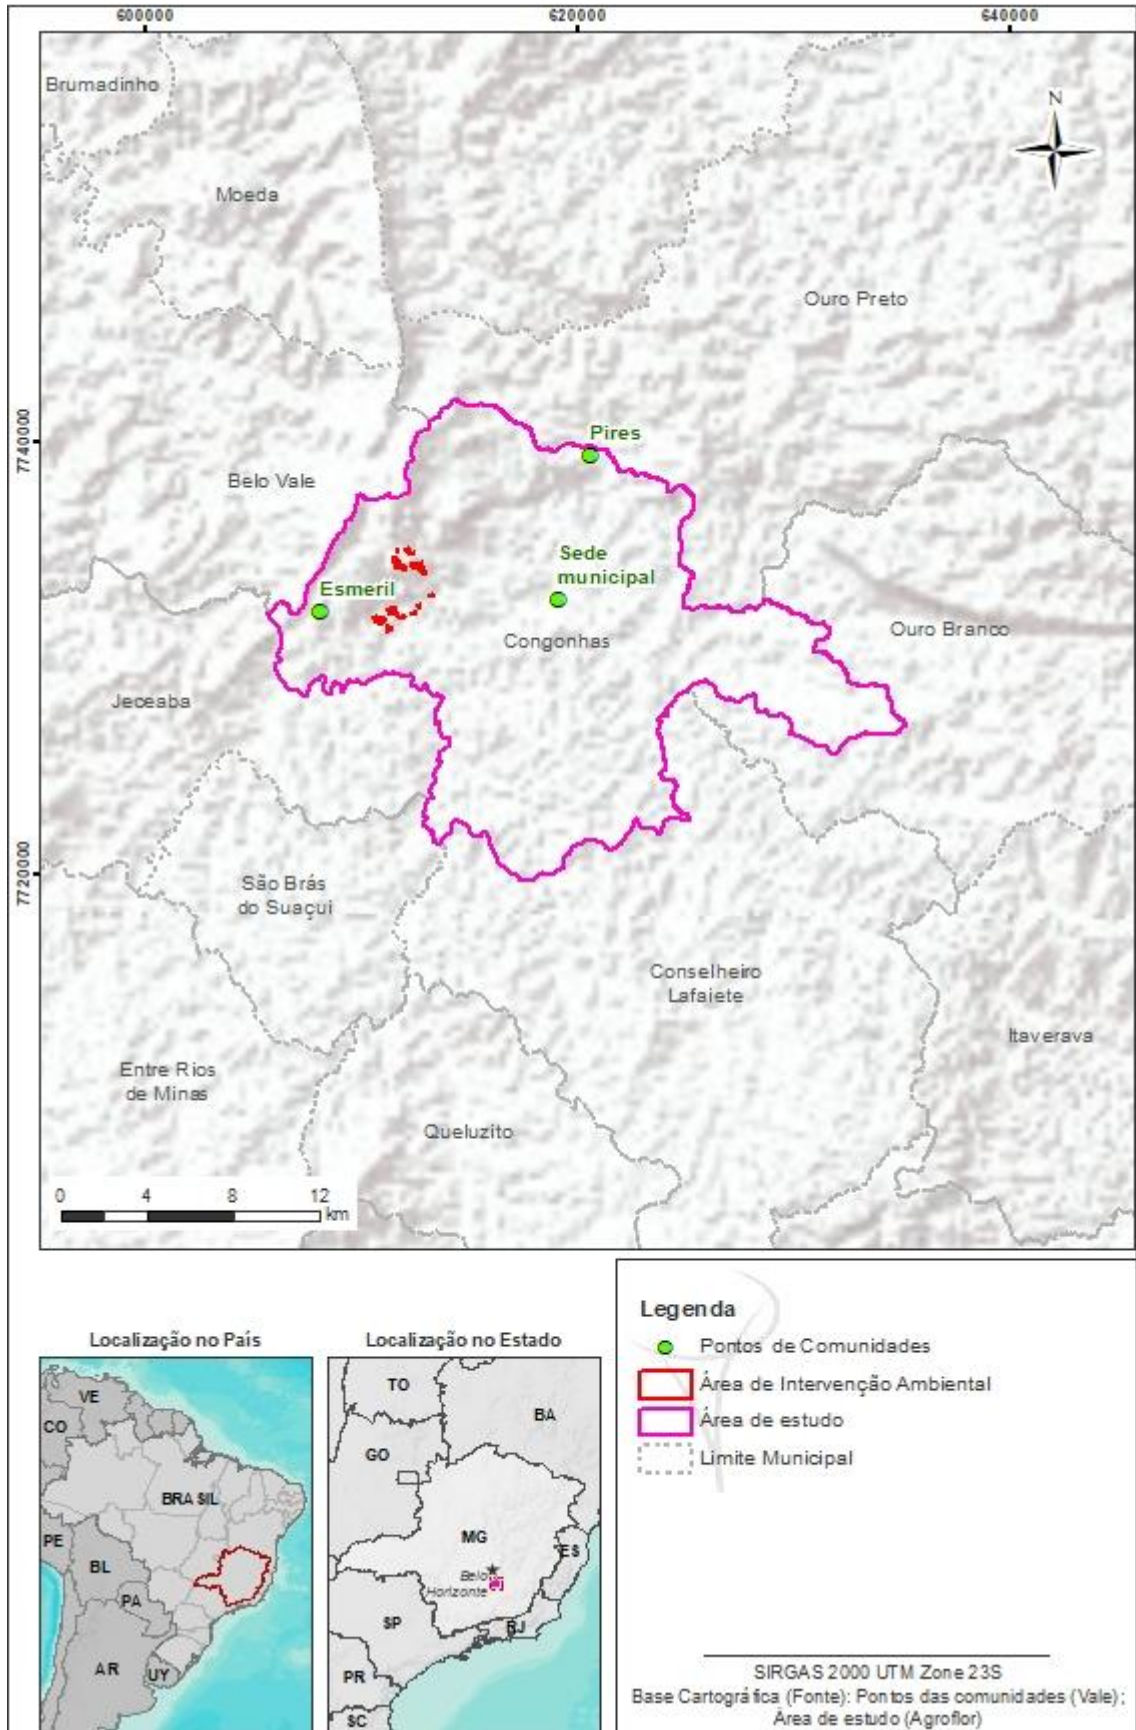 600000
620000
640000
Brumadinho
N
Moeda
Ouro Preto
7740000
Pires
Belo Vale
Sede
municipal
Esmeril
Congonhas
Ouro Branco
Jeceaba
7720000
São Brás
do Suaçui
Conselheiro
Lafaiete
Itaverava
Entre Rios
de Minas
Queluzito
0 4 8 12
km
Localização no País
VE
CO
BRASIL
PE
BL
PA
AR
UY
Localização no Estado
TO
BA
GO
MG
ES
Belo
Horizonte
SP
RJ
PR
SC
Legenda
Pontos de Comunidades
Área de Intervenção Ambiental
Área de estudo
Limite Municipal
SIRGAS 2000 UTM Zone 23S
Base Cartográfica (Fonte): Pontos das comunidades (Vale);
Área de estudo (Agroflor)